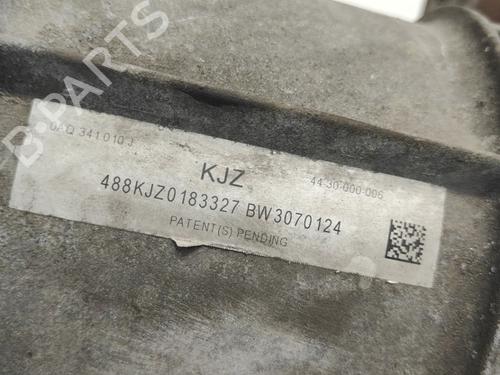 0AQ 341 010 J
KJZ
44-30-000-006
488KJZ0183327 BW3070124
PATENT(S) PENDING
B-PARTS